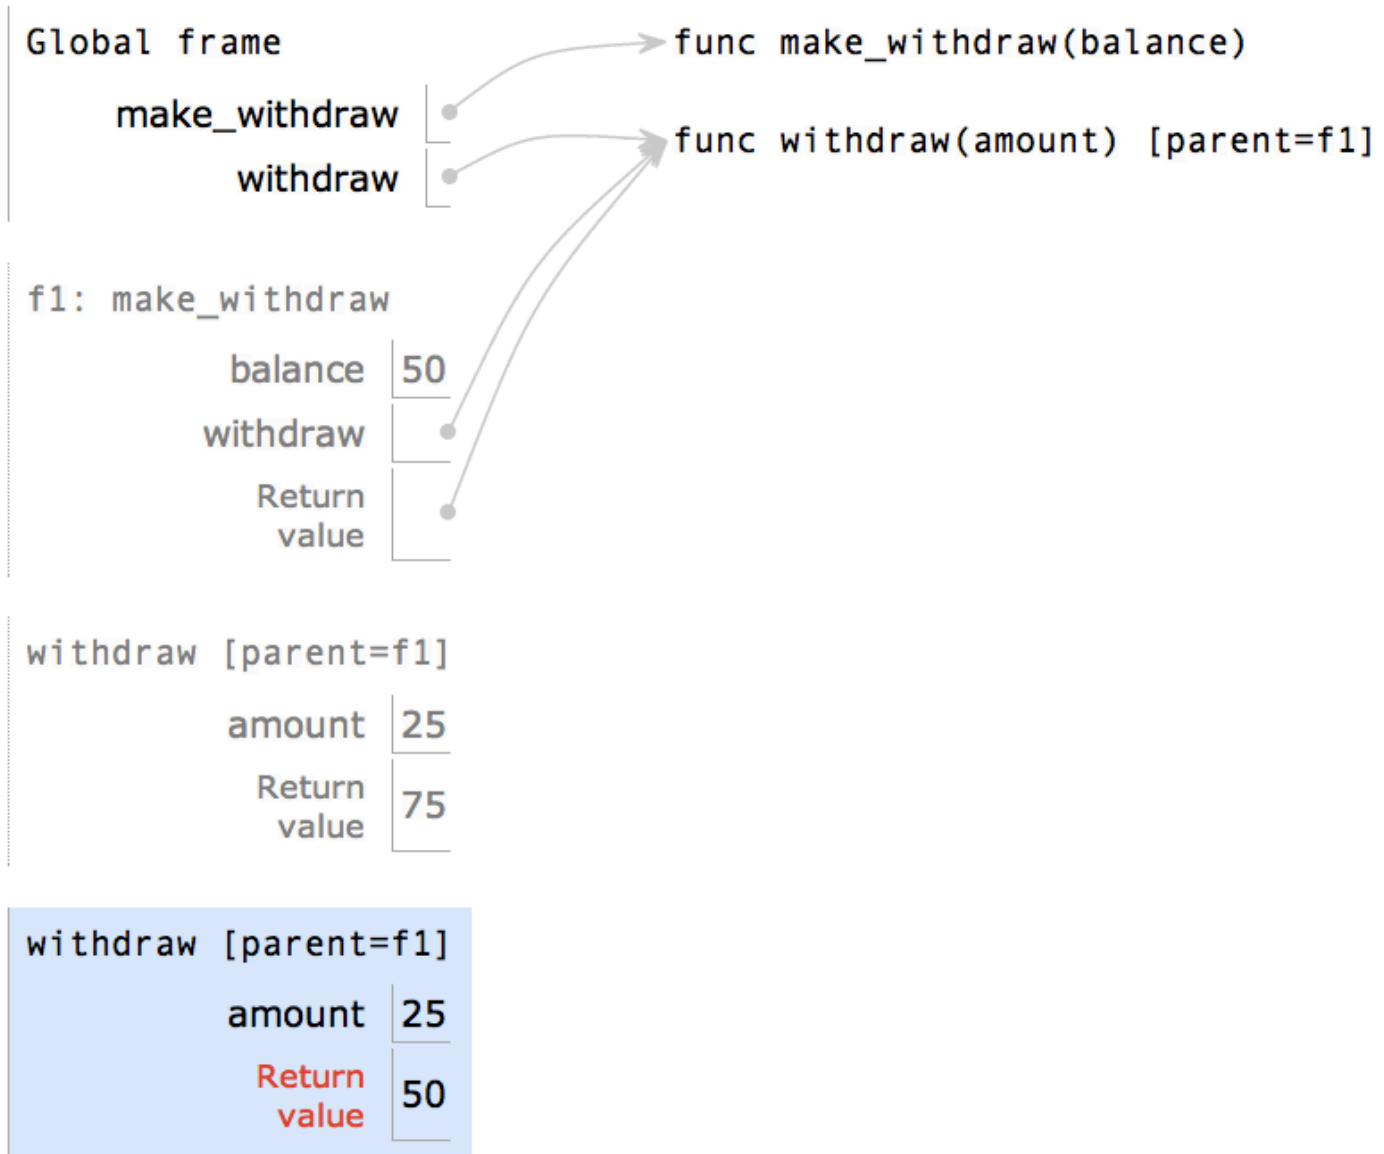 Global frame
func make_withdraw(balance)
make_withdraw
func withdraw(amount) [parent=f1]
withdraw
f1: make_withdraw
balance 50
withdraw
Return
value
withdraw [parent=f1]
amount 25
Return
value 75
withdraw [parent=f1]
amount 25
Return
value 50